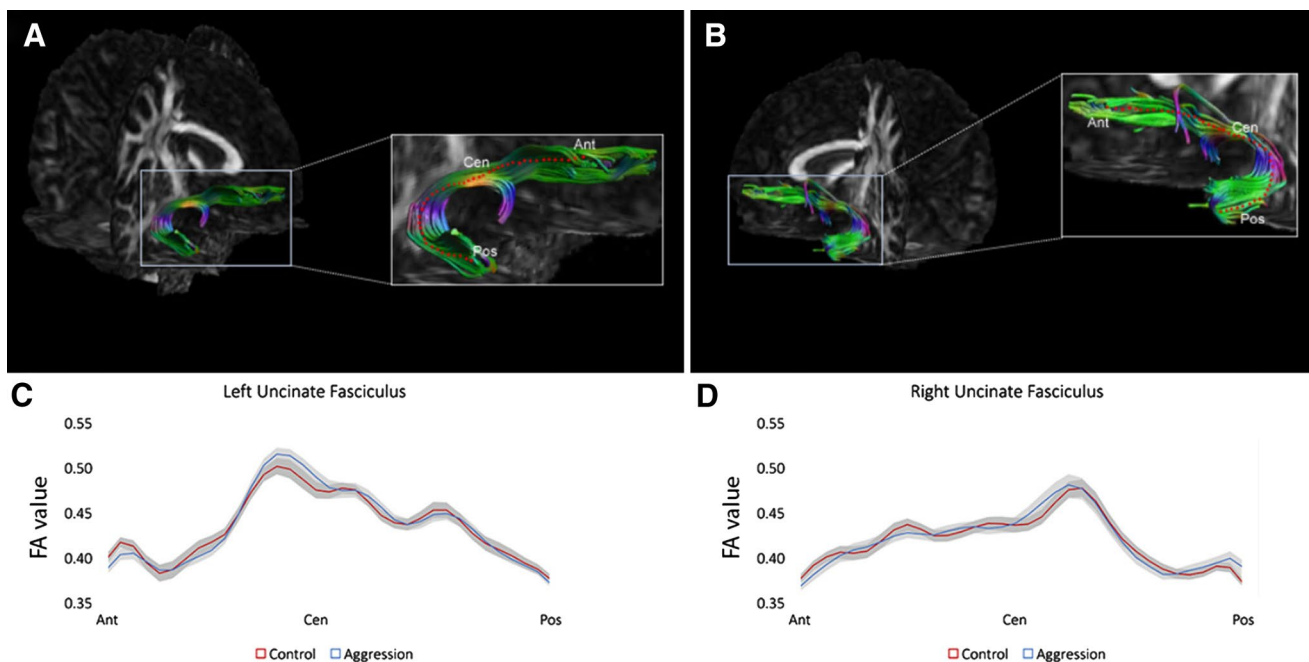 A
Cen
Ant
Pos
B
Ant
Cen
Pos
C
Left Uncinate Fasciculus
FA value
0.55
0.50
0.45
0.40
0.35
Ant
Cen
Pos
Control
Aggression
D
Right Uncinate Fasciculus
FA value
0.55
0.50
0.45
0.40
0.35
Ant
Cen
Pos
Control
Aggression